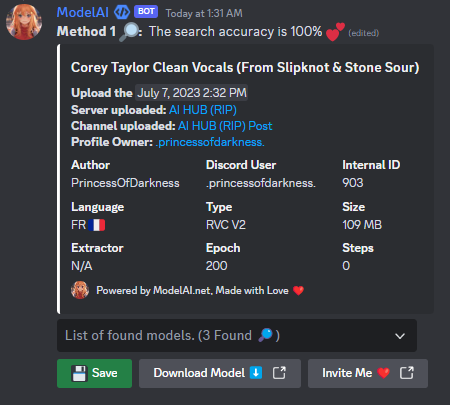 ModelAI BOT Today at 1:31 AM
Method 1 🔎: The search accuracy is 100% 💕 (edited)
Corey Taylor Clean Vocals (From Slipknot & Stone Sour)
Upload the July 7, 2023 2:32 PM
Server uploaded: AI HUB (RIP)
Channel uploaded: AI HUB (RIP) Post
Profile Owner: .princessofdarkness.
Author Discord User Internal ID
PrincessOfDarkness .princessofdarkness. 903
Language Type Size
FR 🇫🇷 RVC V2 109 MB
Extractor Epoch Steps
N/A 200 0
Powered by ModelAI.net, Made with Love ❤️
List of found models. (3 Found 🔎 )
💾 Save Download Model ⬇️ Invite Me ❤️